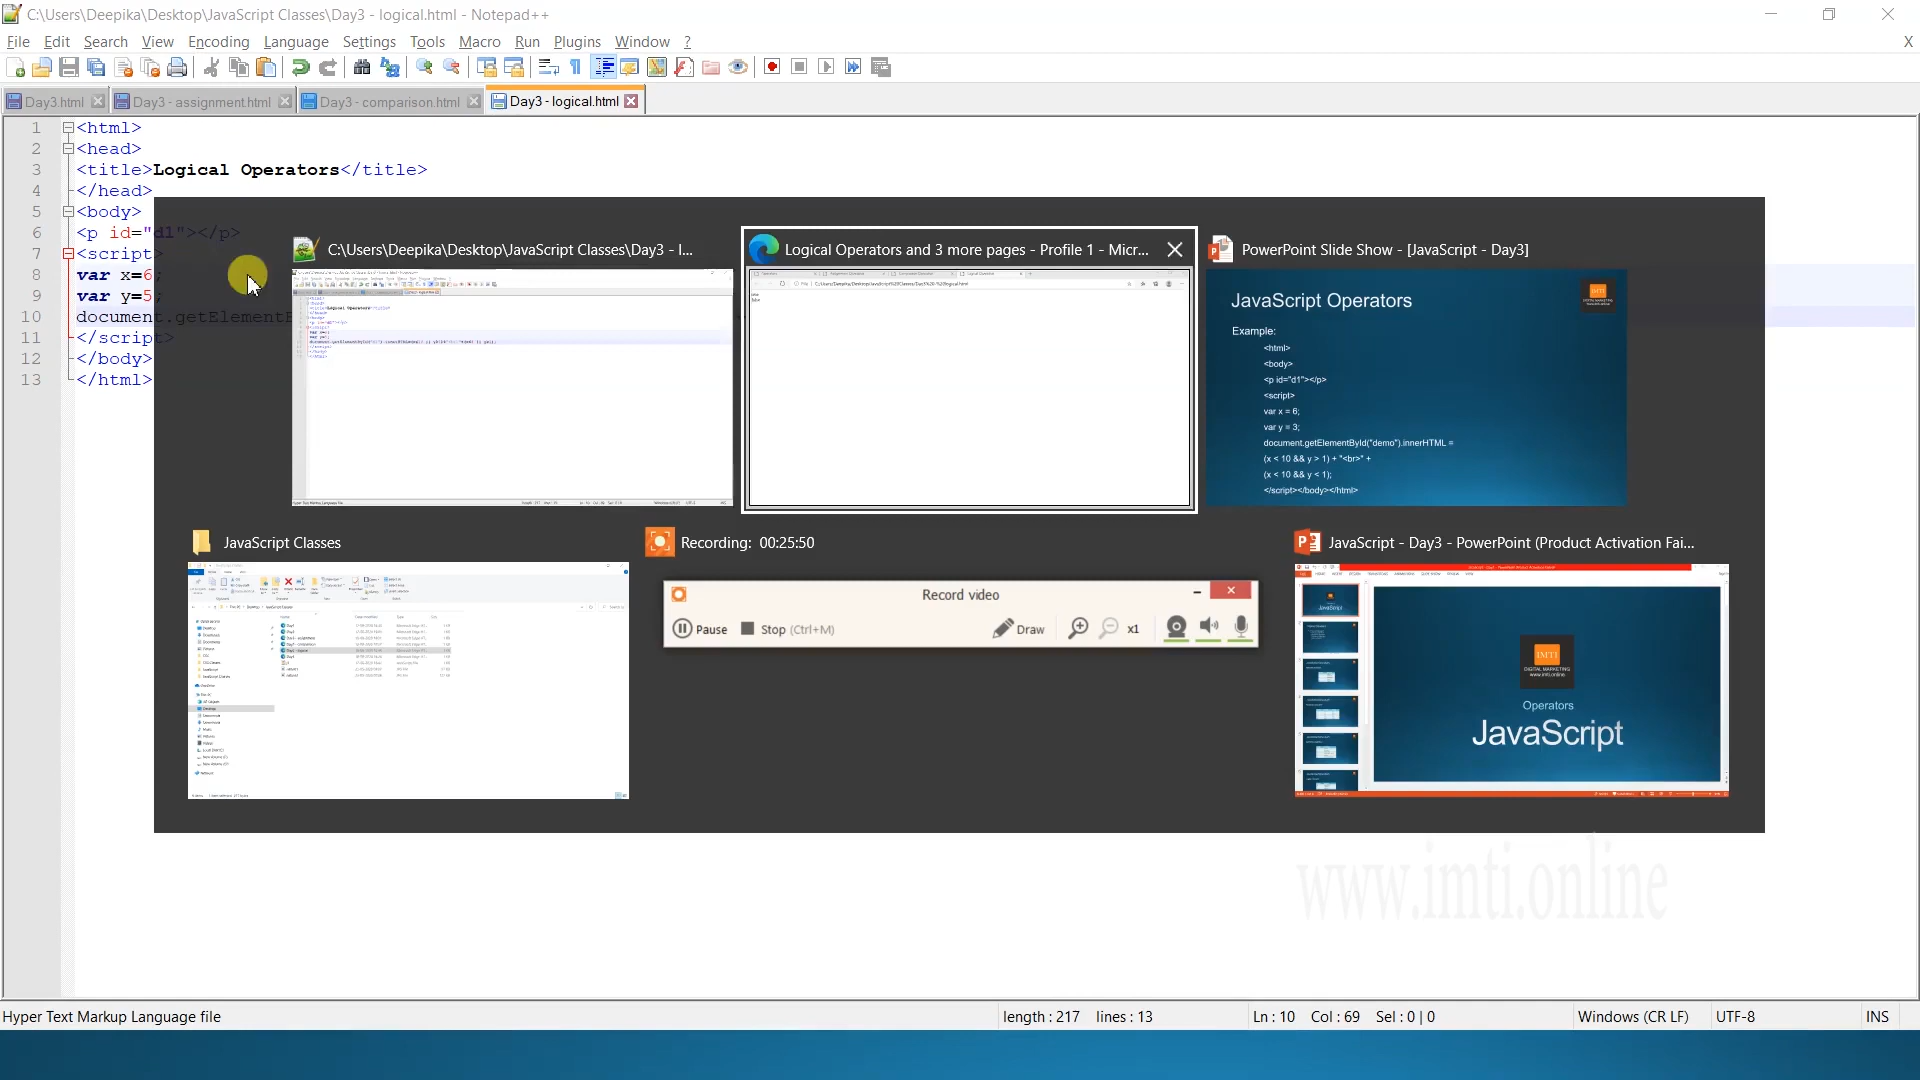 C:\Users\Deepika\Desktop\JavaScript Classes\Day3 - logical.html - Notepad++
File Edit Search View Encoding Language Settings Tools Macro Run Plugins Window ? X
Day3.html Day3 - assignment.html Day3 - comparison.html Day3 - logical.html
1 <html>
2 <head>
3 <title>Logical Operators</title>
4 </head>
5 <body>
6 <p id="d1"></p>
7 <script>
8 var x=6;
9 var y=5;
10 document.getElementB
11 </script>
12 </body>
13 </html>
C:\Users\Deepika\Desktop\JavaScript Classes\Day3 - l...
Logical Operators and 3 more pages - Profile 1 - Micr...
PowerPoint Slide Show - [JavaScript - Day3]
JavaScript Operators
IMTI
Example:
<html>
<body>
<p id="d1"></p>
<script>
var x = 6;
var y = 3;
document.getElementById("demo").innerHTML =
(x < 10 && y > 1) + "<br>" +
(x < 10 && y < 1);
</script></body></html>
JavaScript Classes
Recording: 00:25:50
Record video
Pause Stop (Ctrl+M) Draw x1
JavaScript - Day3 - PowerPoint (Product Activation Fai...
IMTI
DIGITAL MARKETING
www.imti.online
Operators
JavaScript
www.imti.online
Hyper Text Markup Language file length : 217 lines : 13 Ln : 10 Col : 69 Sel : 0 | 0 Windows (CR LF) UTF-8 INS